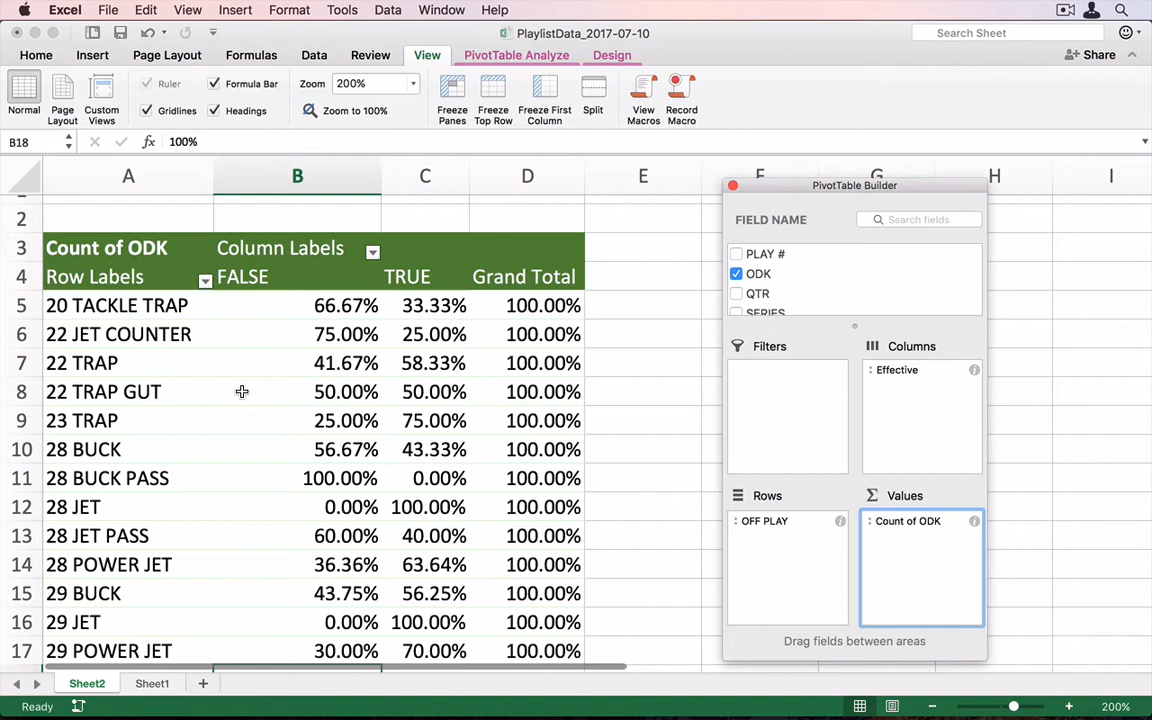 Excel File Edit View Insert Format Tools Data Window Help
PlaylistData_2017-07-10
Search Sheet
Home Insert Page Layout Formulas Data Review View PivotTable Analyze Design
Share
Normal
Page Layout
Custom Views
Ruler
Formula Bar
Gridlines
Headings
Zoom 200%
Zoom to 100%
Freeze Panes
Freeze Top Row
Freeze First Column
Split
View Macros
Record Macro
B18 fx 100%
A B C D E F G H I
2
3 Count of ODK Column Labels
4 Row Labels FALSE TRUE Grand Total
5 20 TACKLE TRAP 66.67% 33.33% 100.00%
6 22 JET COUNTER 75.00% 25.00% 100.00%
7 22 TRAP 41.67% 58.33% 100.00%
8 22 TRAP GUT 50.00% 50.00% 100.00%
9 23 TRAP 25.00% 75.00% 100.00%
10 28 BUCK 56.67% 43.33% 100.00%
11 28 BUCK PASS 100.00% 0.00% 100.00%
12 28 JET 0.00% 100.00% 100.00%
13 28 JET PASS 60.00% 40.00% 100.00%
14 28 POWER JET 36.36% 63.64% 100.00%
15 29 BUCK 43.75% 56.25% 100.00%
16 29 JET 0.00% 100.00% 100.00%
17 29 POWER JET 30.00% 70.00% 100.00%
PivotTable Builder
FIELD NAME
Search fields
PLAY #
ODK
QTR
SERIES
Filters
Columns
Effective
Rows
Values
OFF PLAY
Count of ODK
Drag fields between areas
Sheet2 Sheet1
Ready
200%